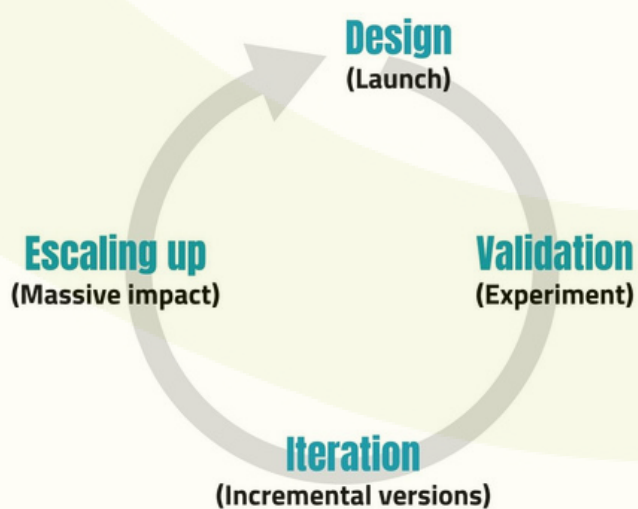 Design
(Launch)
Validation
(Experiment)
Iteration
(Incremental versions)
Escaling up
(Massive impact)